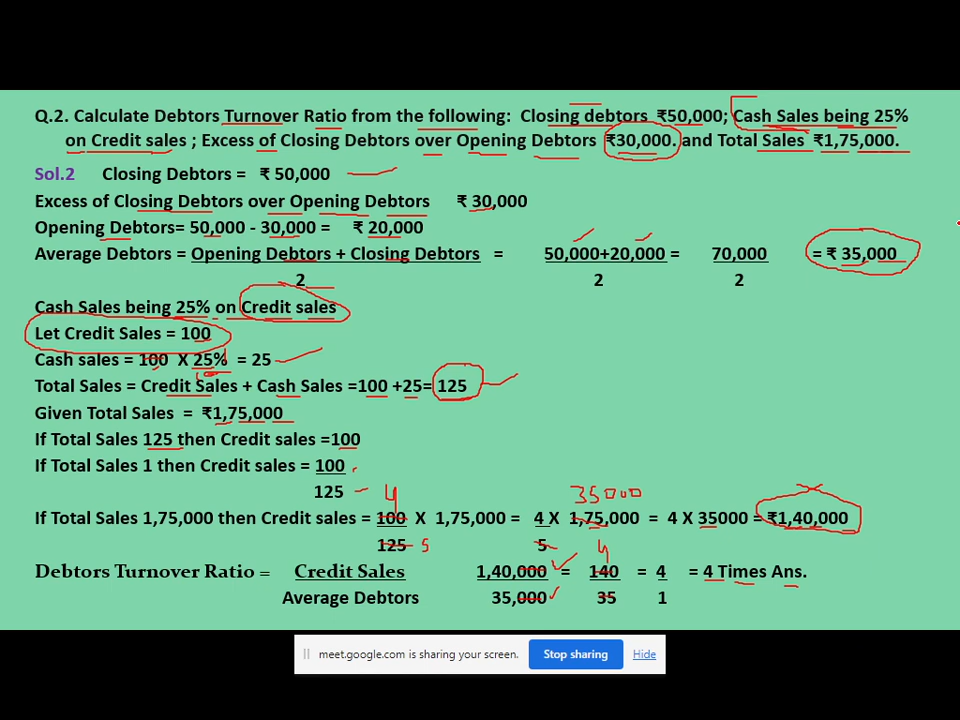 Q.2. Calculate Debtors Turnover Ratio from the following: Closing debtors ₹50,000; Cash Sales being 25%
on Credit sales ; Excess of Closing Debtors over Opening Debtors ₹30,000. and Total Sales ₹1,75,000.
Sol.2 Closing Debtors = ₹ 50,000
Excess of Closing Debtors over Opening Debtors ₹ 30,000
Opening Debtors= 50,000 - 30,000 = ₹ 20,000
Average Debtors = Opening Debtors + Closing Debtors = 50,000+20,000 = 70,000 = ₹ 35,000
2 2 2
Cash Sales being 25% on Credit sales
Let Credit Sales = 100
Cash sales = 100 X 25% = 25
Total Sales = Credit Sales + Cash Sales =100 +25= 125
Given Total Sales = ₹1,75,000
If Total Sales 125 then Credit sales =100
If Total Sales 1 then Credit sales = 100
125
4 35000
If Total Sales 1,75,000 then Credit sales = 100 X 1,75,000 = 4 X 1,75,000 = 4 X 35000 = ₹1,40,000
125 5 5 4
Debtors Turnover Ratio = Credit Sales 1,40,000 = 140 = 4 = 4 Times Ans.
Average Debtors 35,000 35 1
meet.google.com is sharing your screen. Stop sharing Hide